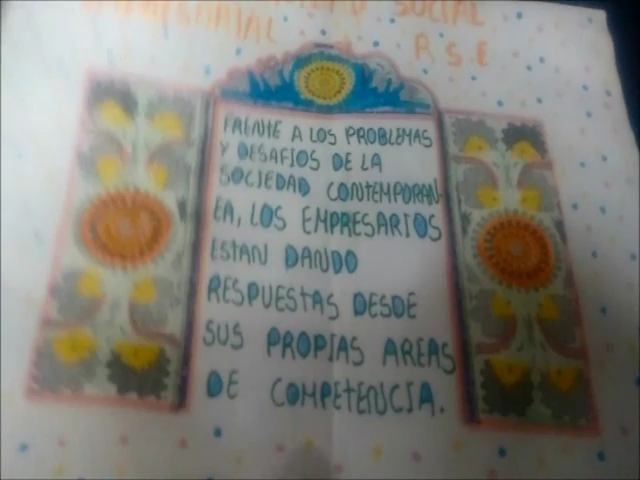 SOCIAL
R.S.E
FRENTE A LOS PROBLEMAS
Y DESAFIOS DE LA
SOCIEDAD CONTEMPORAN-
EA, LOS EMPRESARIOS
ESTAN DANDO
RESPUESTAS DESDE
SUS PROPIAS AREAS
DE COMPETENCIA.